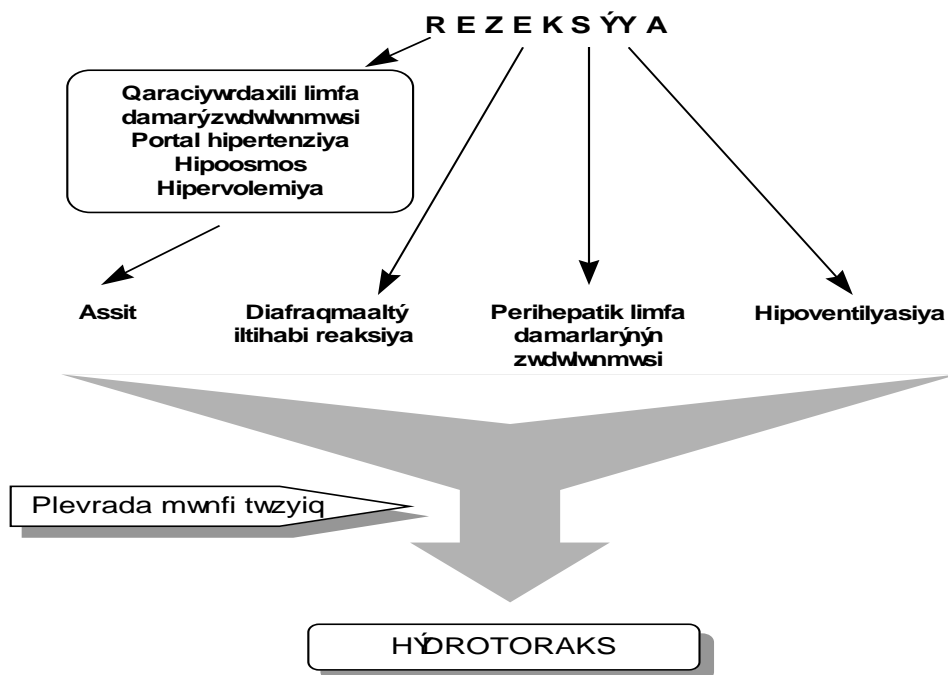 R E Z E K S Ý Y A
Qaraciywrdaxili limfa
damarýzwdwlwnmwsi
Portal hipertenziya
Hipoosmos
Hipervolemiya
Assit
Diafraqmaaltý
iltihabi reaksiya
Perihepatik limfa
damarlarýnýn
zwdwlwnmwsi
Hipoventilyasiya
Plevrada mwnfi twzyiq
HÝDROTORAKS